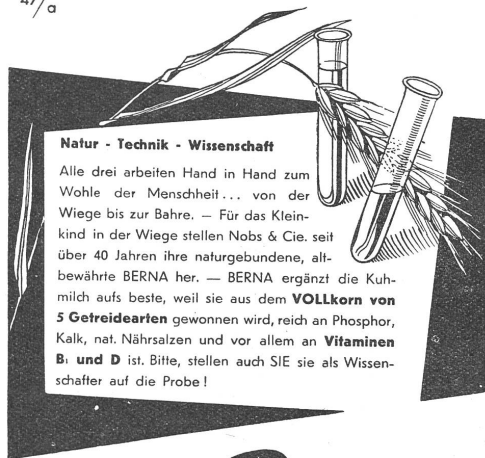 47/a
Natur - Technik - Wissenschaft
Alle drei arbeiten Hand in Hand zum
Wohle der Menschheit ... von der
Wiege bis zur Bahre. — Für das Klein-
kind in der Wiege stellen Nobs & Cie. seit
über 40 Jahren ihre naturgebundene, alt-
bewährte BERNA her. — BERNA ergänzt die Kuh-
milch aufs beste, weil sie aus dem VOLLkorn von
5 Getreidearten gewonnen wird, reich an Phosphor,
Kalk, nat. Nährsalzen und vor allem an Vitaminen
B₁ und D ist. Bitte, stellen auch SIE sie als Wissen-
schafter auf die Probe!